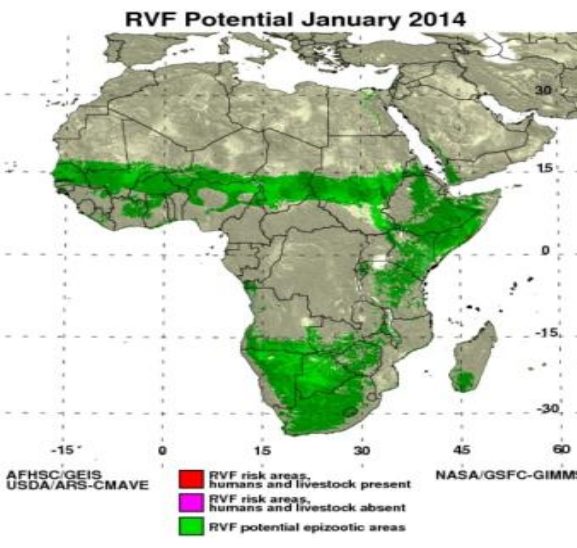 RVF Potential January 2014
30
15
0
-15
-30
-15
0
15
30
45
60
AFHSC/GEIS
USDA/ARS-CMAVE
NASA/GSFC-GIMMS
RVF risk areas,
humans and livestock present
RVF risk areas,
humans and livestock absent
RVF potential epizootic areas